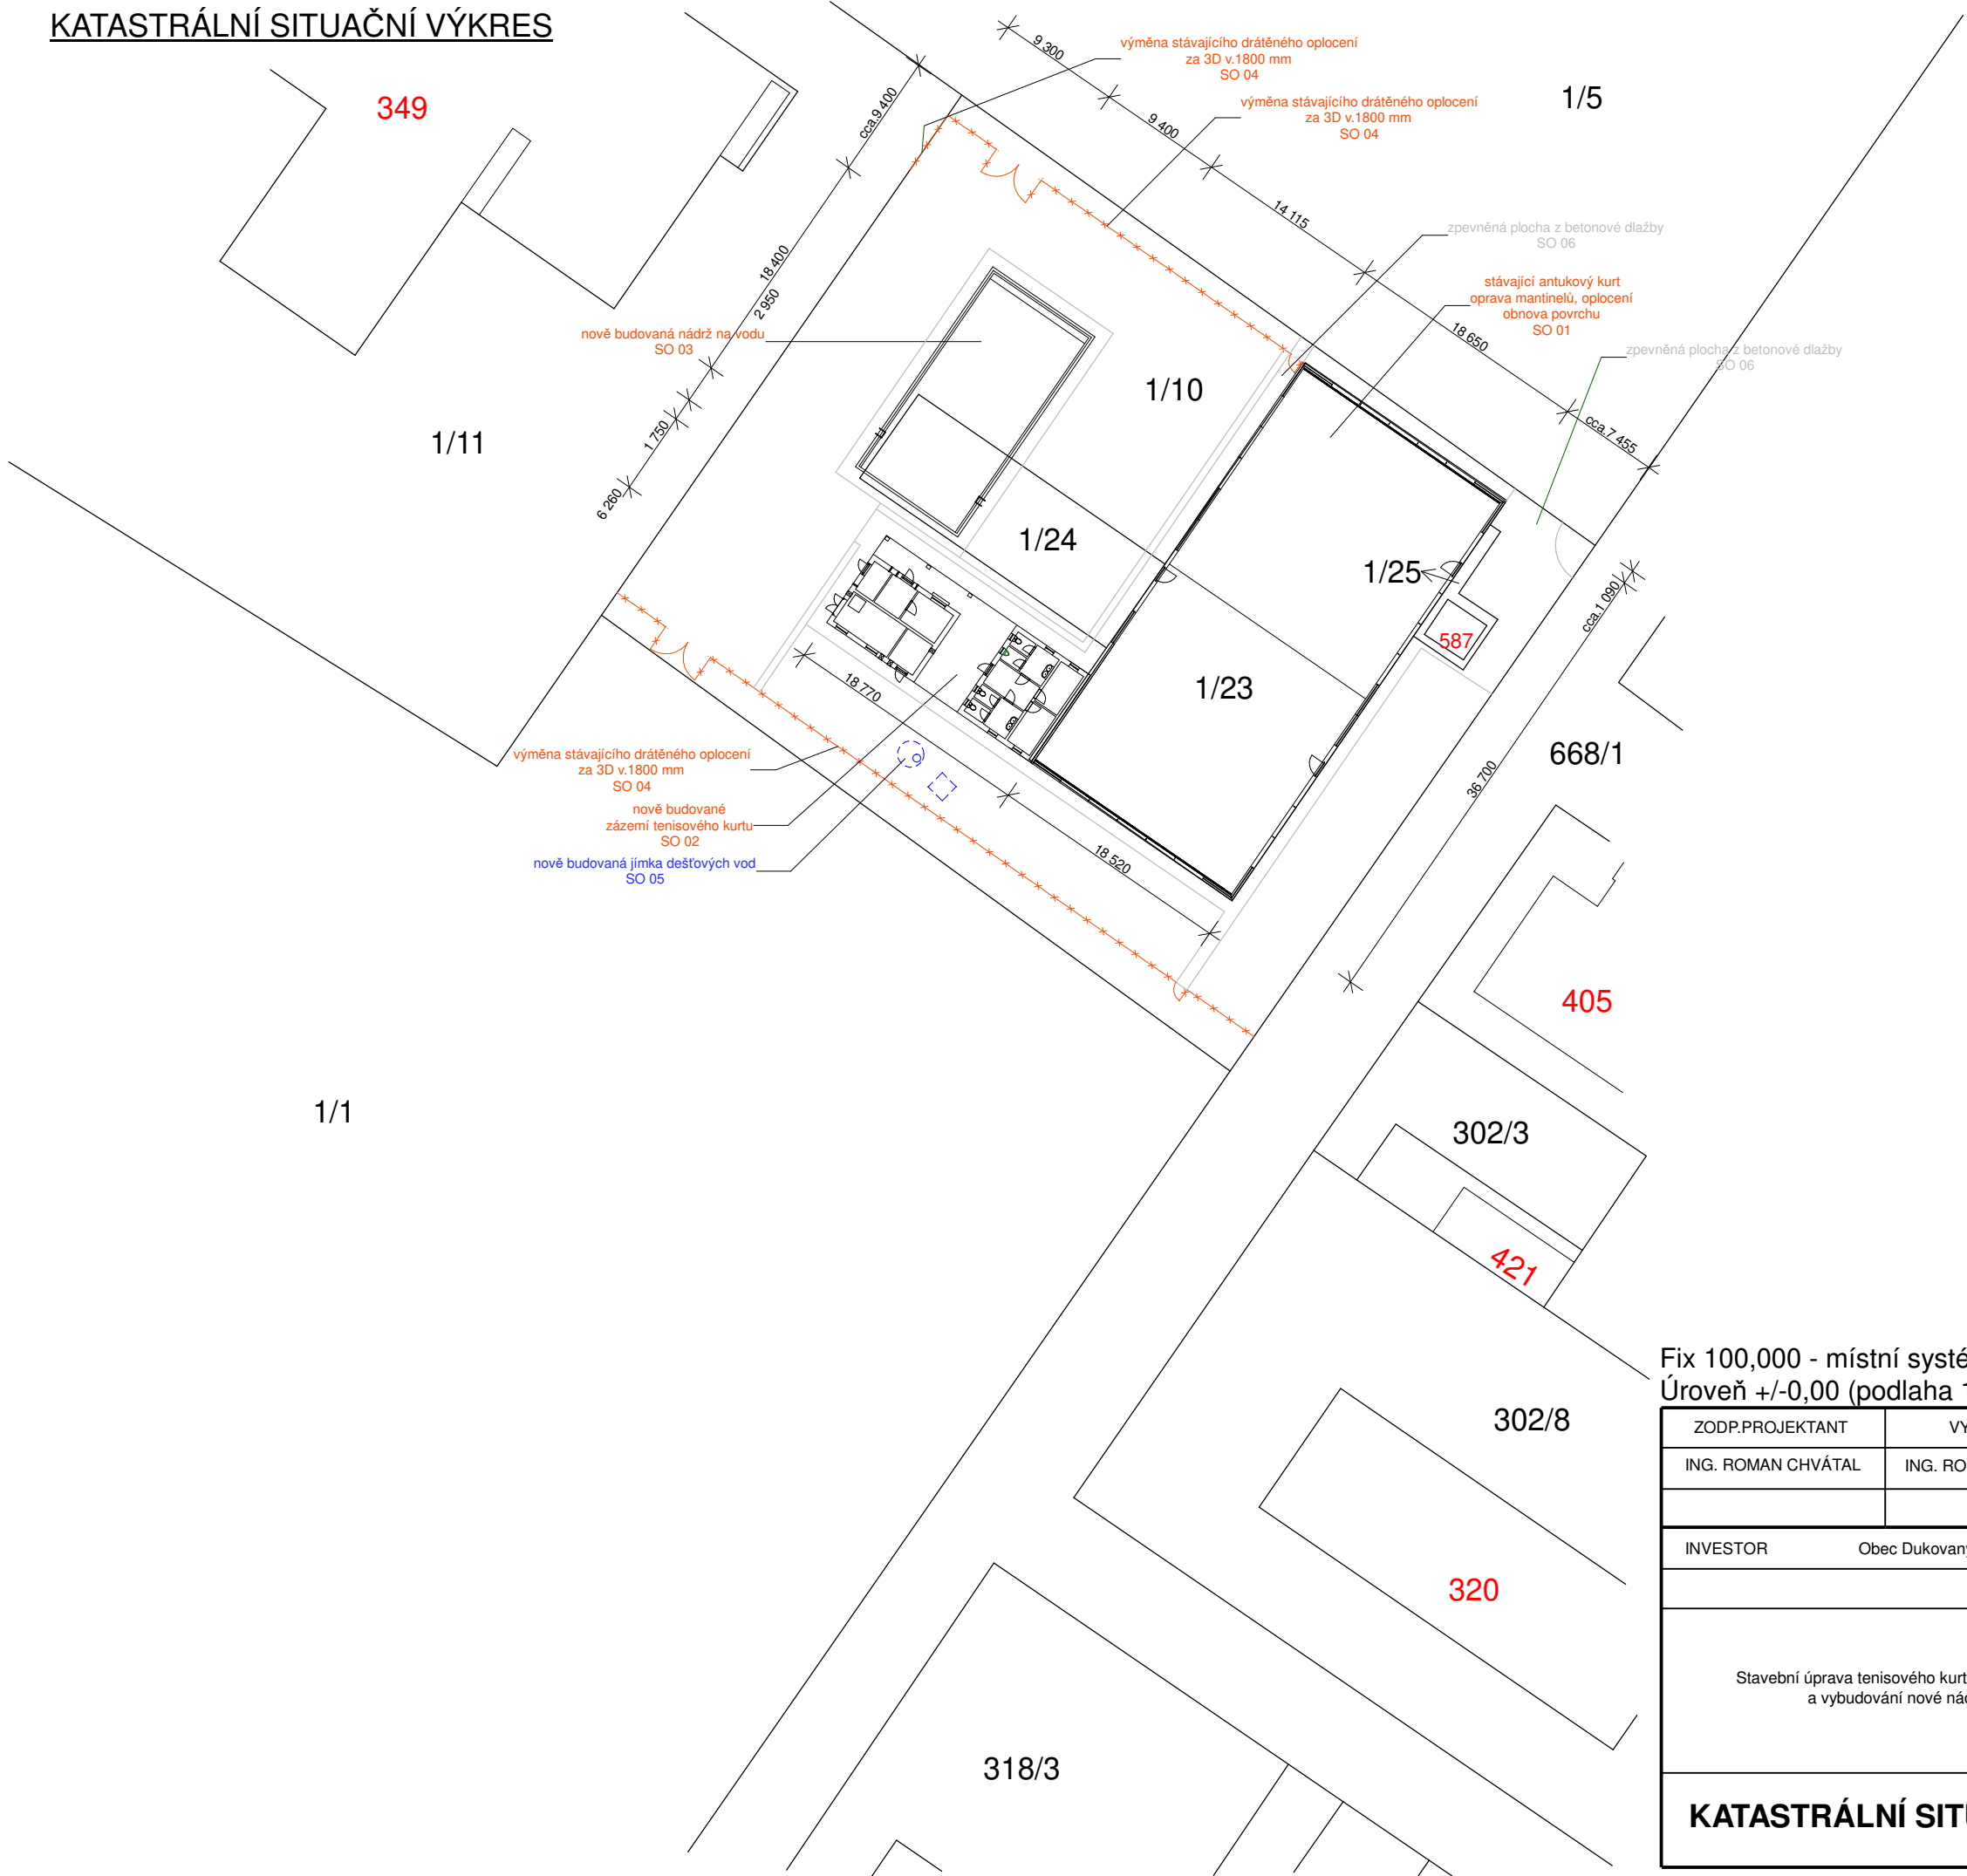 KATASTRÁLNÍ SITUAČNÍ VÝKRES
349
výměna stávajícího drátěného oplocení
za 3D v.1800 mm
SO 04
výměna stávajícího drátěného oplocení
za 3D v.1800 mm
SO 04
1/5
9 300
9 400
14 115
18 650
cca.7 455
cca.9 400
18 400
2 950
1 750
6 260
zpevněná plocha z betonové dlažby
SO 06
stávající antukový kurt
oprava mantinelů, oplocení
obnova povrchu
SO 01
zpevněná plocha z betonové dlažby
SO 06
nově budovaná nádrž na vodu
SO 03
1/10
1/11
1/24
1/25
587
cca.1 090
1/23
18 770
668/1
36 700
výměna stávajícího drátěného oplocení
za 3D v.1800 mm
SO 04
nově budované
zázemí tenisového kurtu
SO 02
nově budovaná jímka dešťových vod
SO 05
18 520
405
1/1
302/3
421
302/8
320
318/3
Fix 100,000 - místní systé
Úroveň +/-0,00 (podlaha 1
ZODP.PROJEKTANT VY
ING. ROMAN CHVÁTAL ING. RO
INVESTOR Obec Dukovany
Stavební úprava tenisového kurt
a vybudování nové nád
KATASTRÁLNÍ SITU